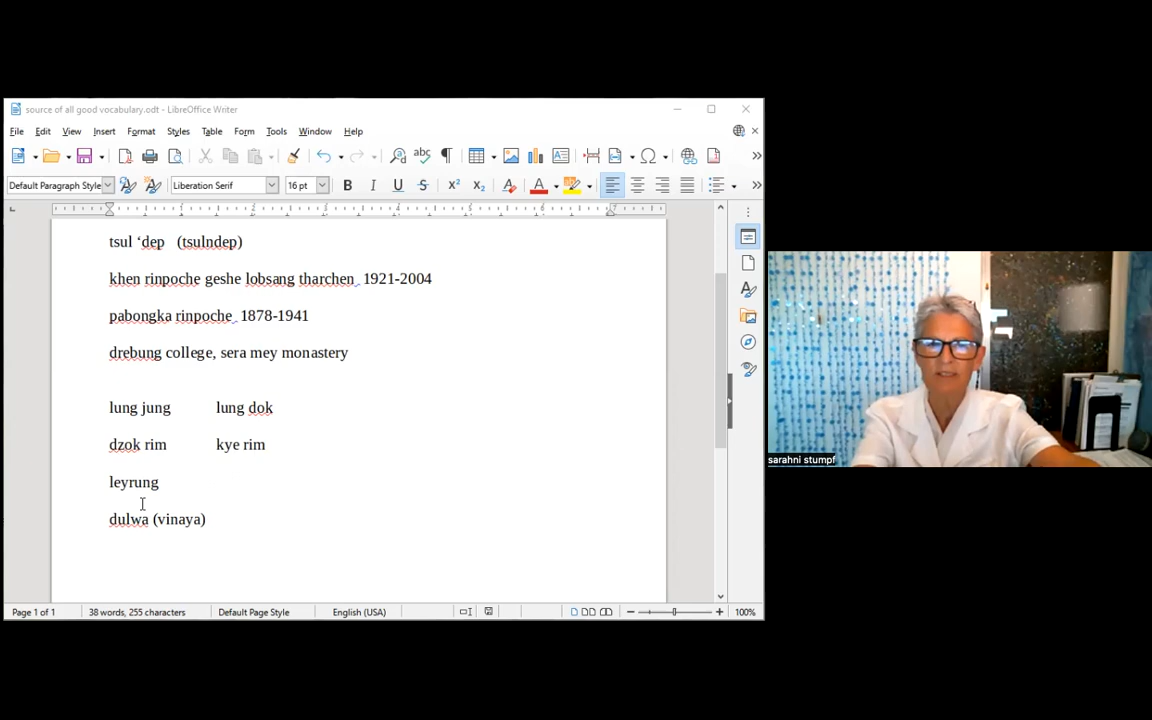 source of all good vocabulary.odt - LibreOffice Writer
File Edit View Insert Format Styles Table Form Tools Window Help
Default Paragraph Style Liberation Serif 16 pt
tsul ‘dep (tsulndep)
khen rinpoche geshe lobsang tharchen 1921-2004
pabongka rinpoche 1878-1941
drebung college, sera mey monastery
lung jung lung dok
dzok rim kye rim
leyrung
dulwa (vinaya)
Page 1 of 1 38 words, 255 characters Default Page Style English (USA) 100%
sarahni stumpf